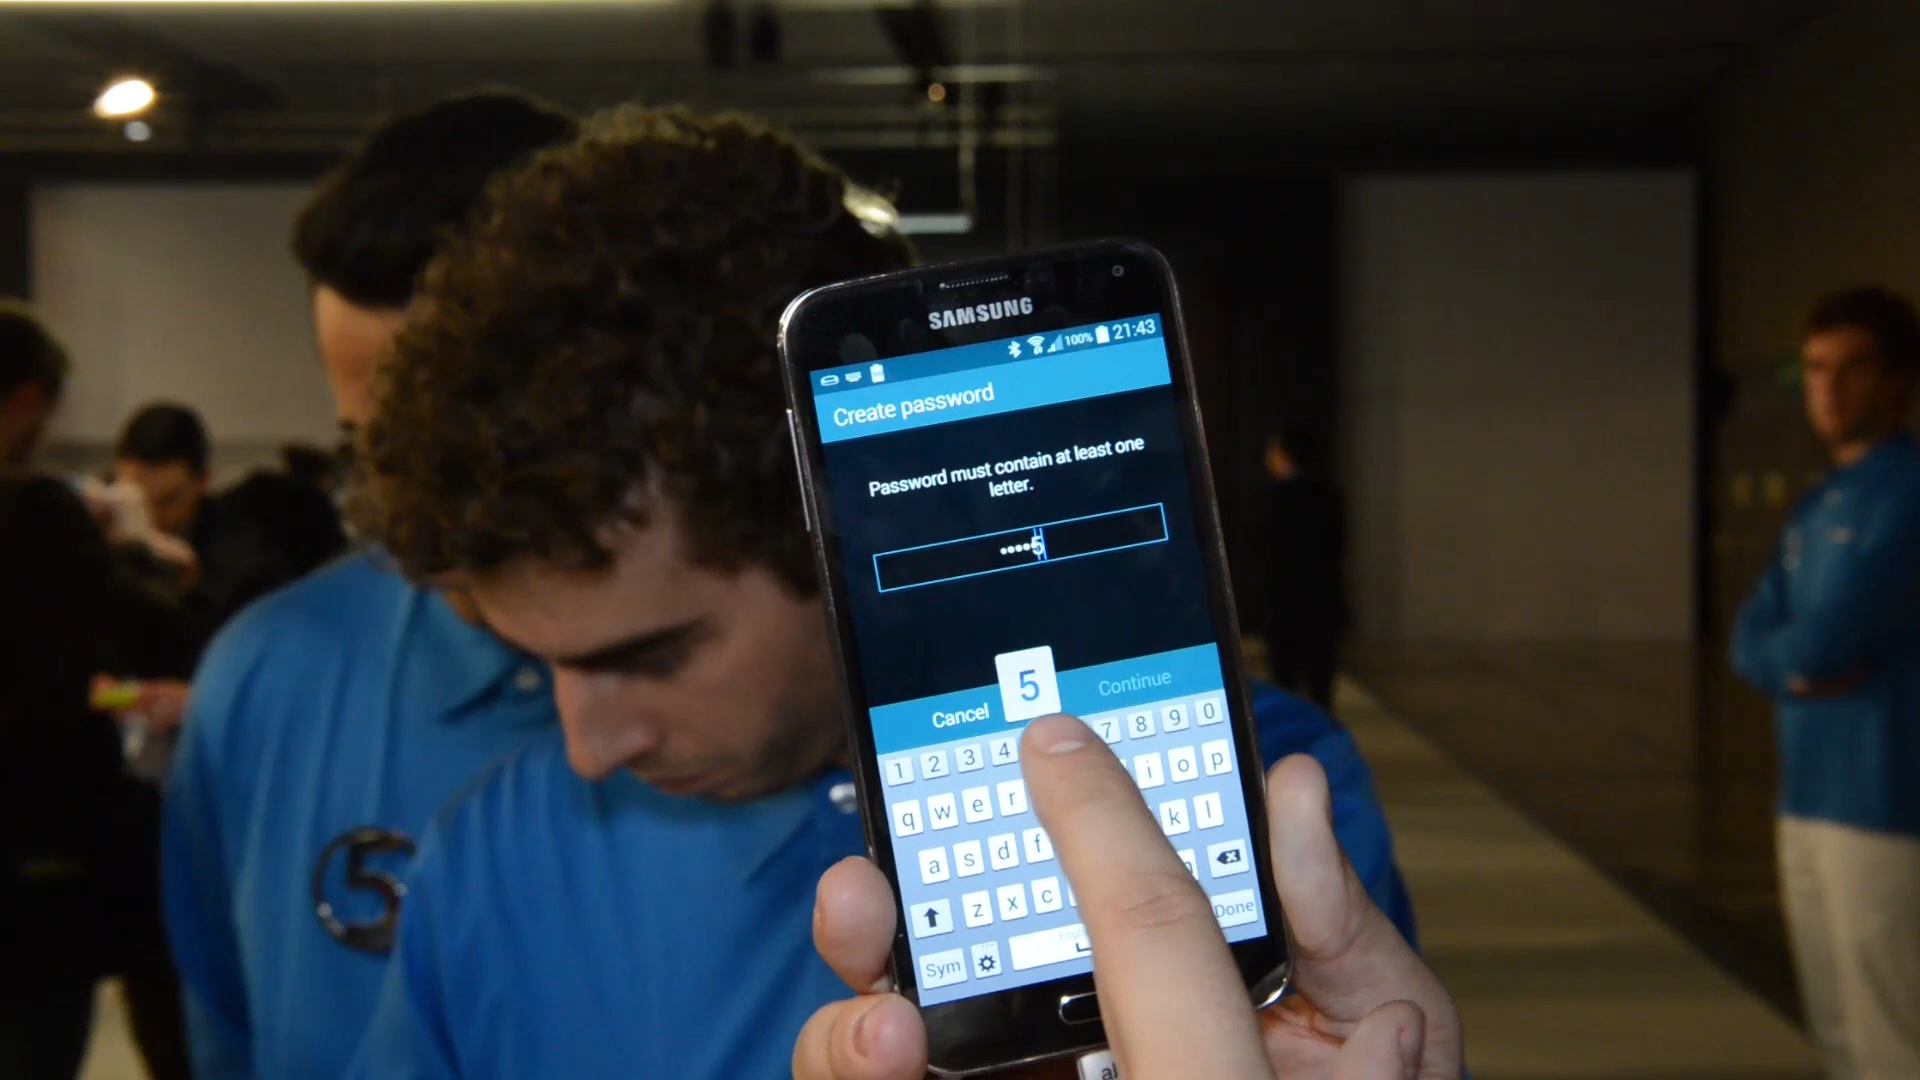 SAMSUNG
100% 21:43
Create password
Password must contain at least one
letter.
••••5
5
Cancel Continue
1 2 3 4 7 8 9 0
q w e r i o p
a s d f k l
z x c
Sym Done
5